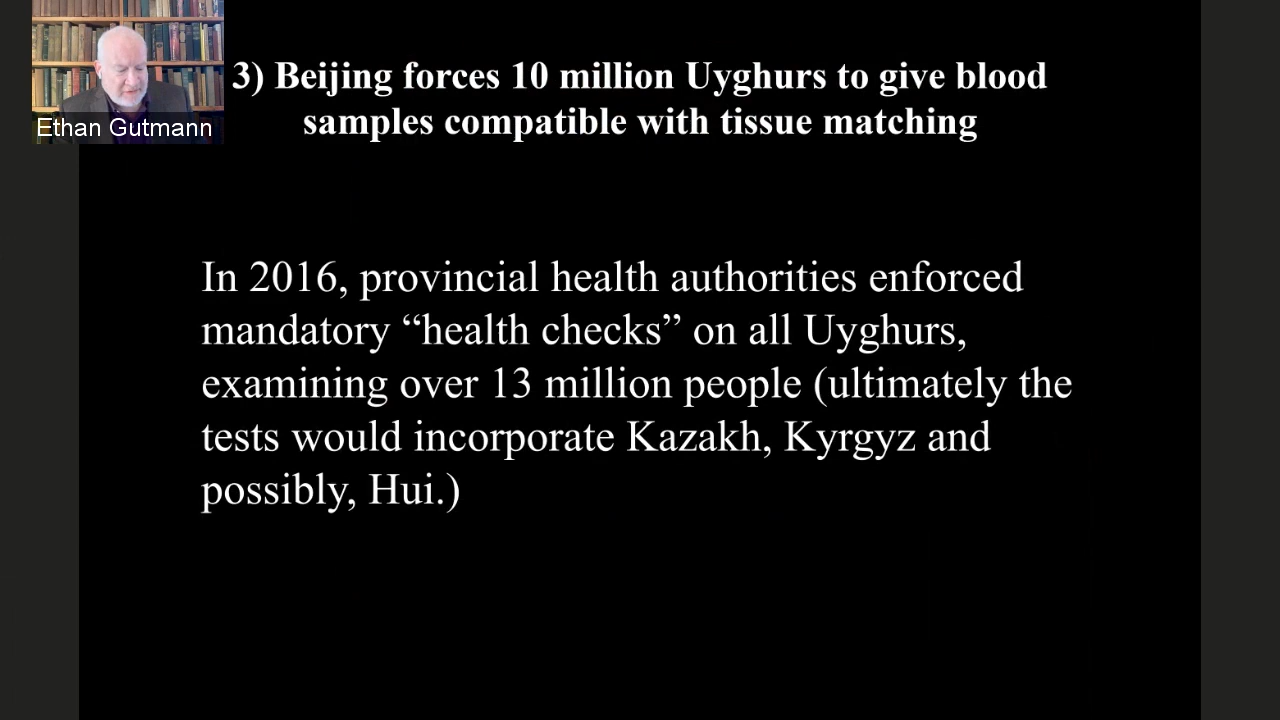 3) Beijing forces 10 million Uyghurs to give blood
samples compatible with tissue matching
Ethan Gutmann
In 2016, provincial health authorities enforced
mandatory “health checks” on all Uyghurs,
examining over 13 million people (ultimately the
tests would incorporate Kazakh, Kyrgyz and
possibly, Hui.)